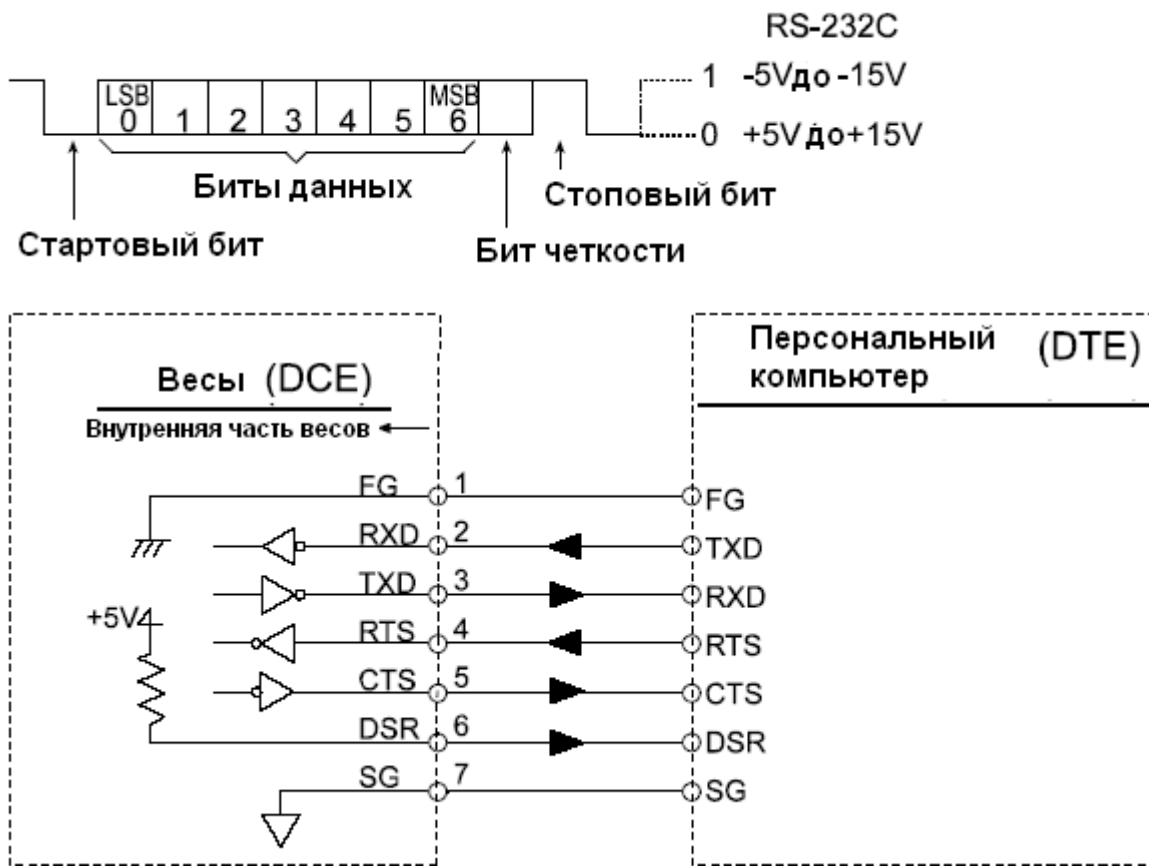 RS-232C
1 -5Vдо -15V
LSB MSB
0 1 2 3 4 5 6
0 +5Vдо+15V
Биты данных
Стоповый бит
Стартовый бит
Бит четкости
Весы (DCE)
Внутренняя часть весов
Персональный (DTE)
компьютер
FG 1 FG
RXD 2 TXD
TXD 3 RXD
+5V
RTS 4 RTS
CTS 5 CTS
DSR 6 DSR
SG 7 SG